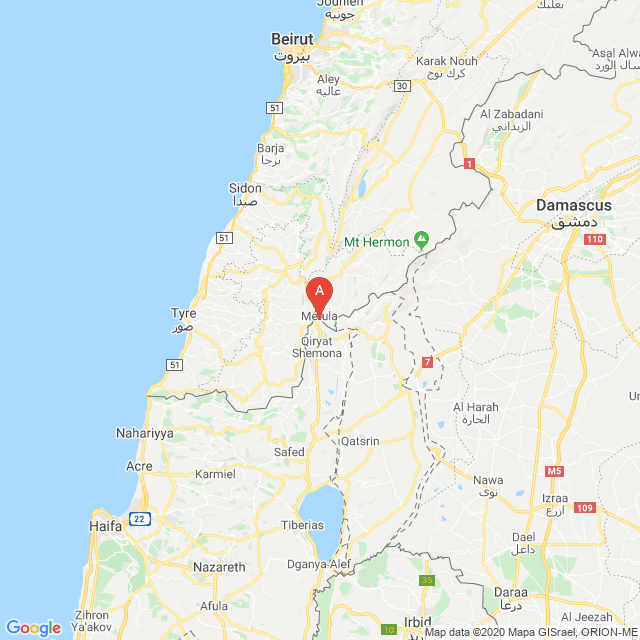 Jounieh
جونيه
بعلبك
Beirut
بيروت
Karak Nouh
كرك نوح
Asal Al
عسال الورد
Aley
عاليه
30
51
Al Zabadani
الزبداني
Barja
برجا
1
Sidon
صيدا
Damascus
دمشق
51
Mt Hermon
110
A
Metula
Tyre
صور
Qiryat
Shemona
51
7
Al Harah
الحارة
Nahariyya
Qatsrin
Safed
Acre
Karmiel
M5
Nawa
نوى
Izraa
ازرع
109
22
Haifa
Tiberias
Dael
داعل
Nazareth
Dganya Alef
35
Daraa
درعا
Afula
Zihron
Ya'akov
10
Irbid
إربد
Al Jeezah
Google
Map data ©2020 Mapa GISrael, ORION-ME